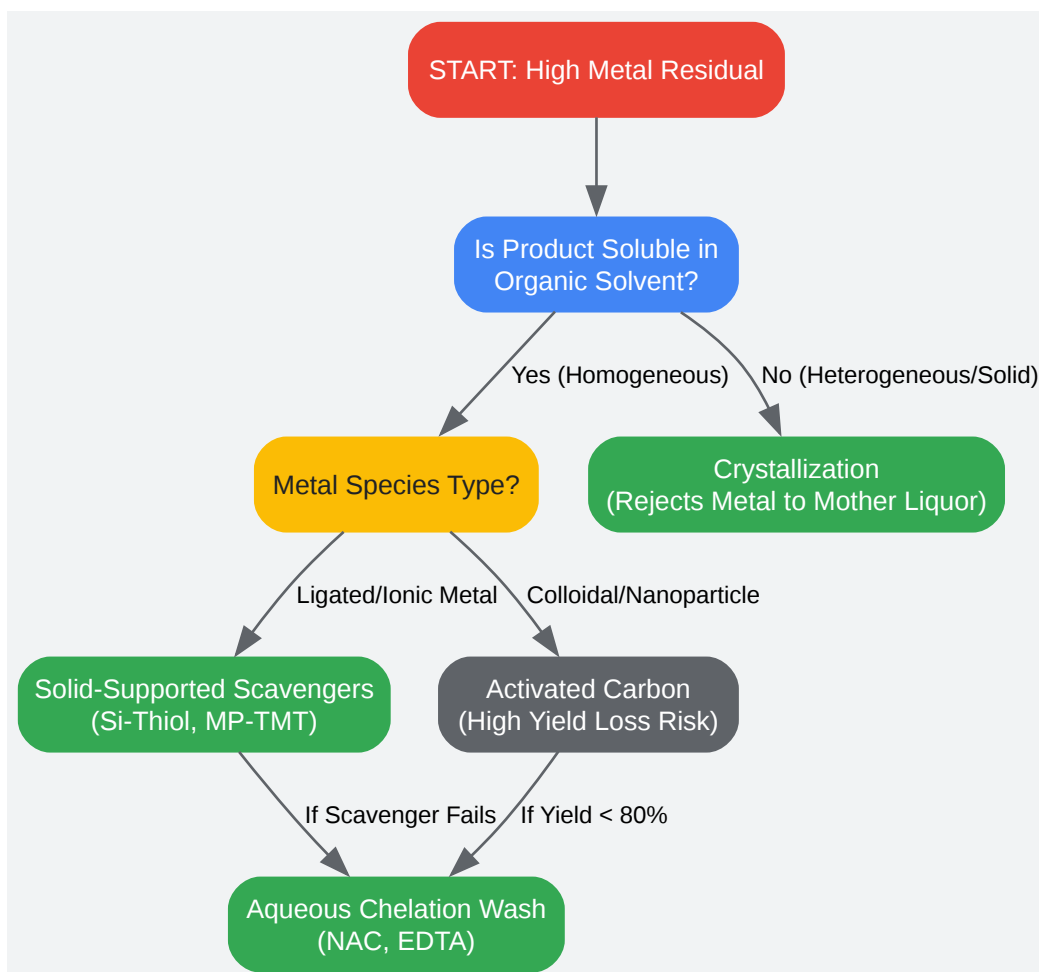 START: High Metal Residual
Is Product Soluble in
Organic Solvent?
Yes (Homogeneous)
No (Heterogeneous/Solid)
Metal Species Type?
Crystallization
(Rejects Metal to Mother Liquor)
Ligated/Ionic Metal
Colloidal/Nanoparticle
Solid-Supported Scavengers
(Si-Thiol, MP-TMT)
Activated Carbon
(High Yield Loss Risk)
If Scavenger Fails
If Yield < 80%
Aqueous Chelation Wash
(NAC, EDTA)